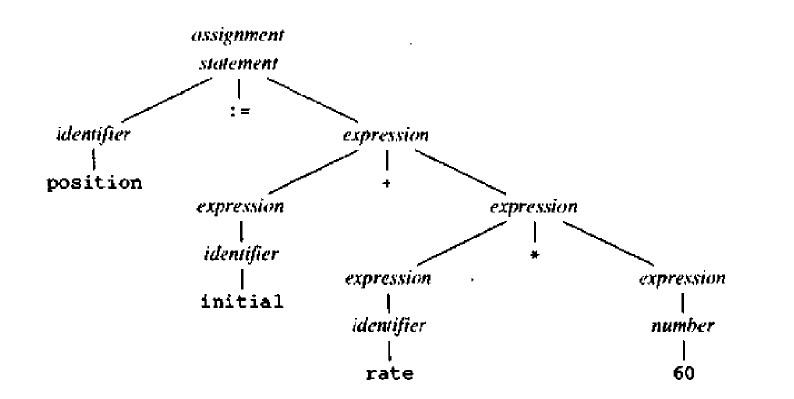 assignment
statement
:=
identifier
expression
position
+
expression
expression
identifier
*
expression
expression
initial
identifier
number
rate
60